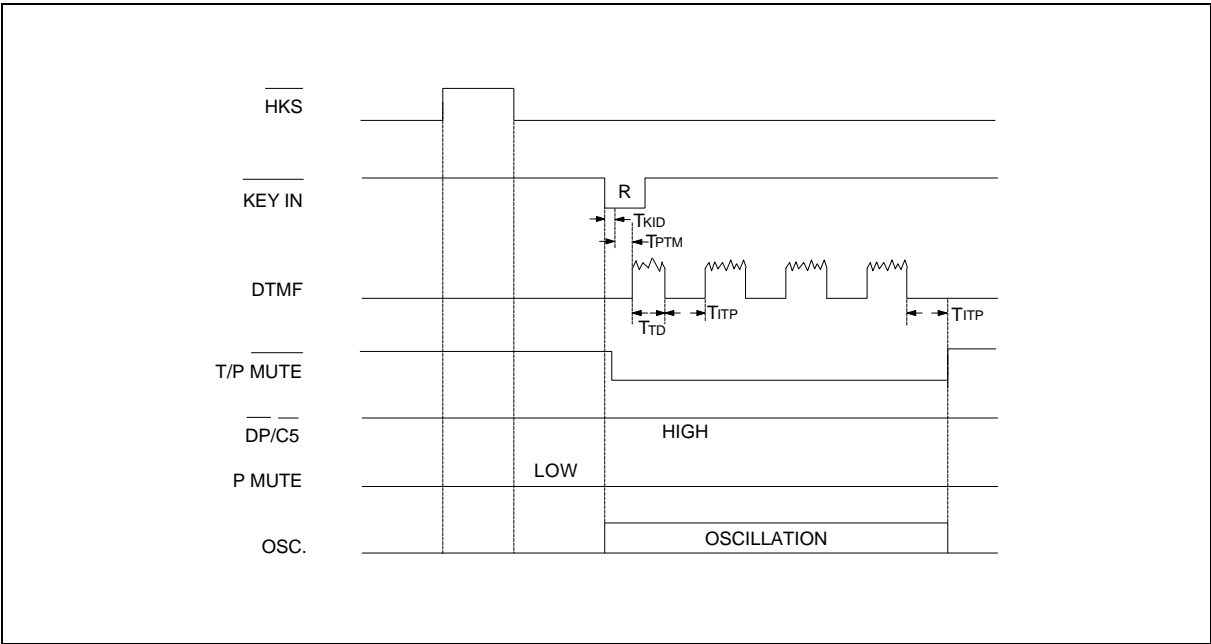 HKS
KEY IN
R
TKID
TPTM
DTMF
TTD
TITP
TITP
T/P MUTE
DP/C5
HIGH
P MUTE
LOW
OSC.
OSCILLATION